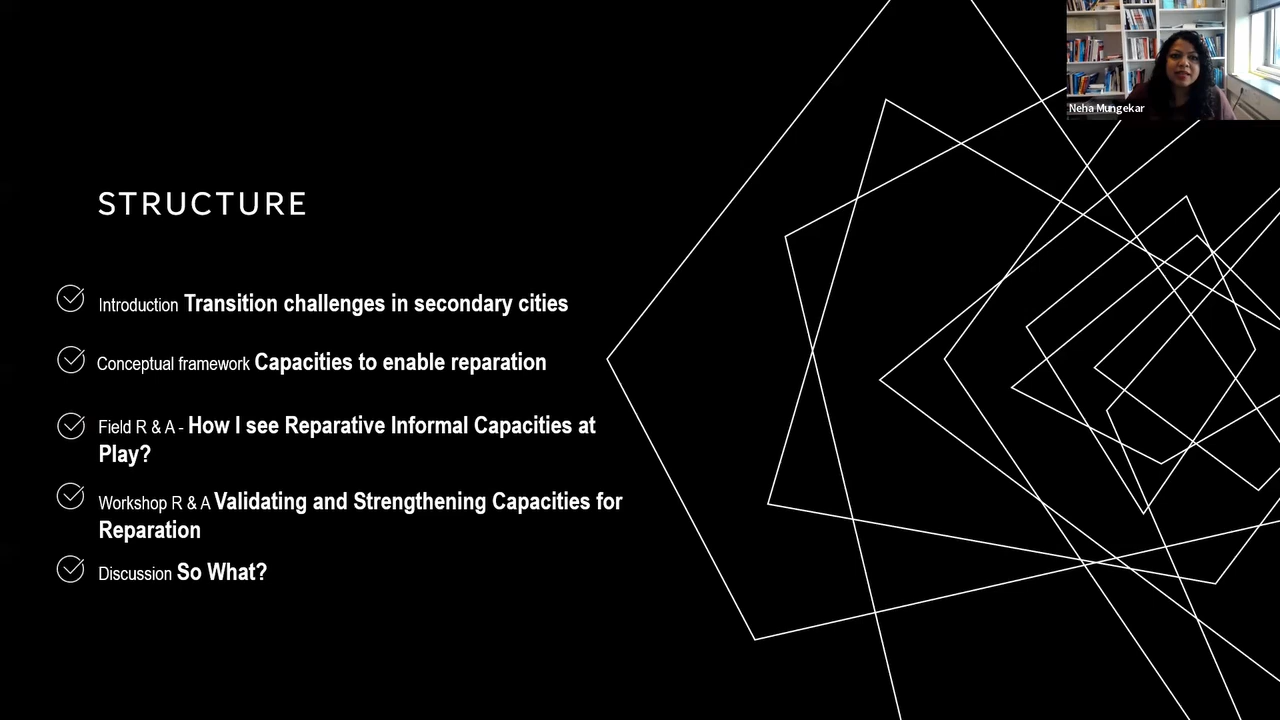 Neha Mungekar
STRUCTURE
Introduction Transition challenges in secondary cities
Conceptual framework Capacities to enable reparation
Field R & A - How I see Reparative Informal Capacities at
Play?
Workshop R & A Validating and Strengthening Capacities for
Reparation
Discussion So What?